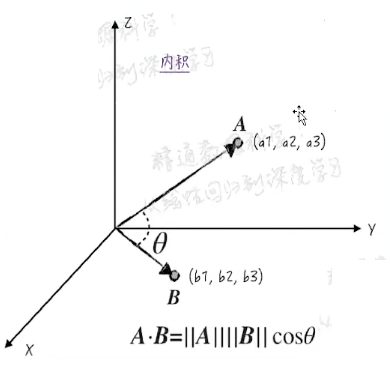 Z
内积
A
(a1, a2, a3)
Y
θ
(b1, b2, b3)
B
X
A·B=||A||||B|| cosθ